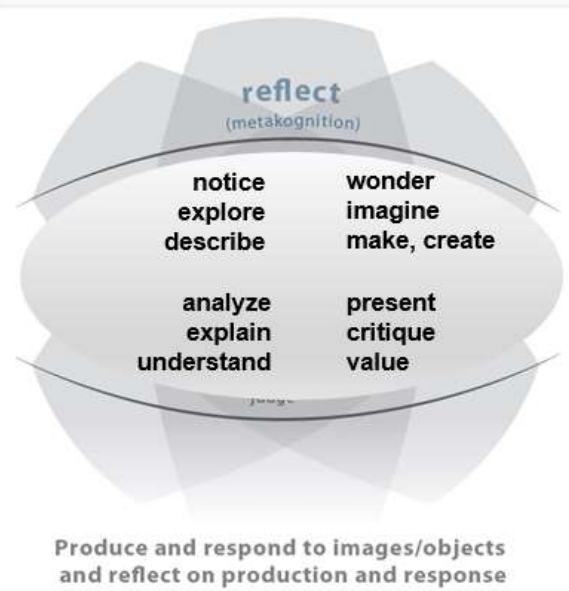 reflect
(metakognition)
notice wonder
explore imagine
describe make, create
analyze present
explain critique
understand value
Produce and respond to images/objects
and reflect on production and response